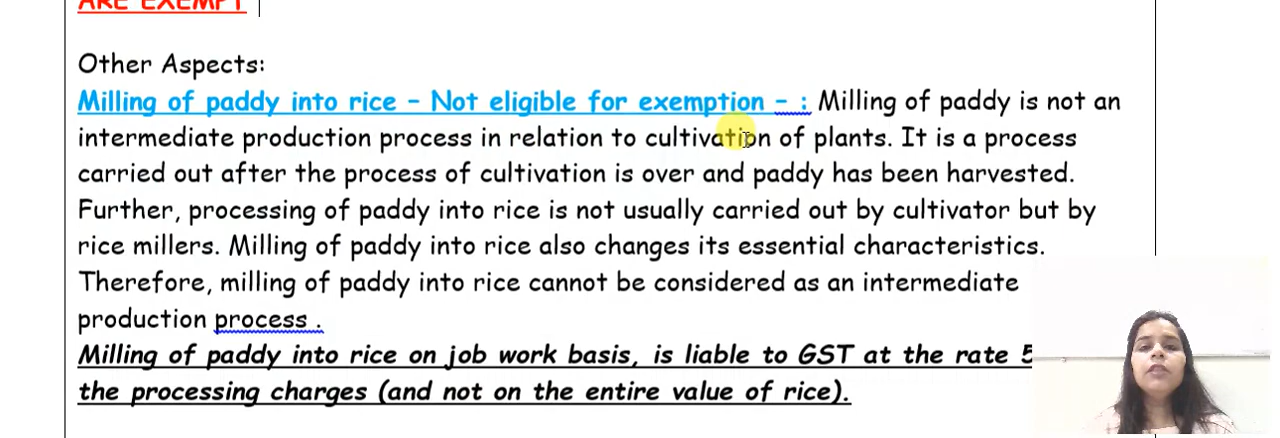 ARE EXEMPT
Other Aspects:
Milling of paddy into rice – Not eligible for exemption – : Milling of paddy is not an
intermediate production process in relation to cultivation of plants. It is a process
carried out after the process of cultivation is over and paddy has been harvested.
Further, processing of paddy into rice is not usually carried out by cultivator but by
rice millers. Milling of paddy into rice also changes its essential characteristics.
Therefore, milling of paddy into rice cannot be considered as an intermediate
production process .
Milling of paddy into rice on job work basis, is liable to GST at the rate 5
the processing charges (and not on the entire value of rice).